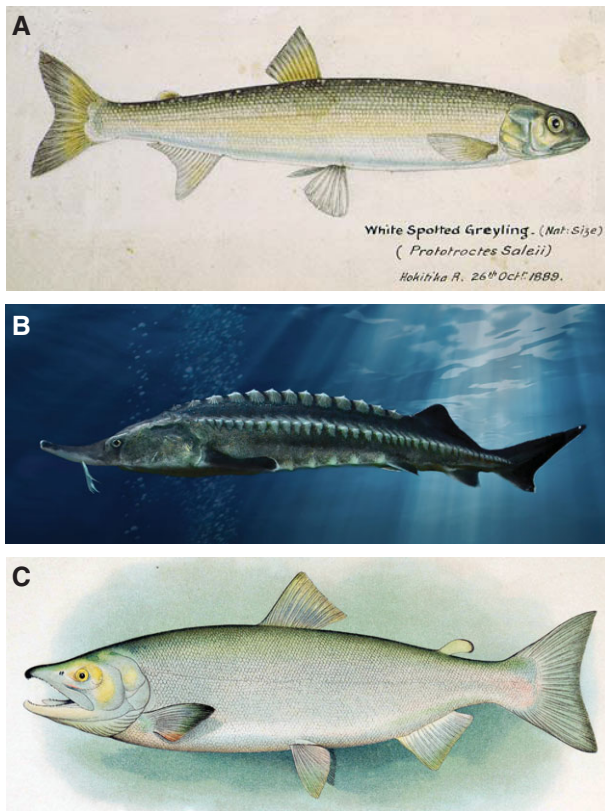 A
White Spotted Greyling. (Nat: Size)
( Prototroctes Saleii)
Hokitika R. 26th Octr. 1889.
B
C